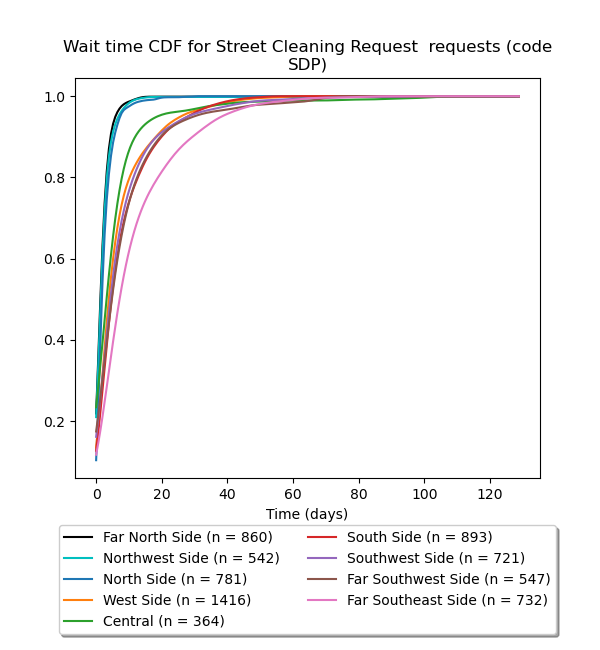 Wait time CDF for Street Cleaning Request  requests (code
SDP)
1.0
0.8
0.6
0.4
0.2
0 20 40 60 80 100 120
Time (days)
Far North Side (n = 860)
Northwest Side (n = 542)
North Side (n = 781)
West Side (n = 1416)
Central (n = 364)
South Side (n = 893)
Southwest Side (n = 721)
Far Southwest Side (n = 547)
Far Southeast Side (n = 732)